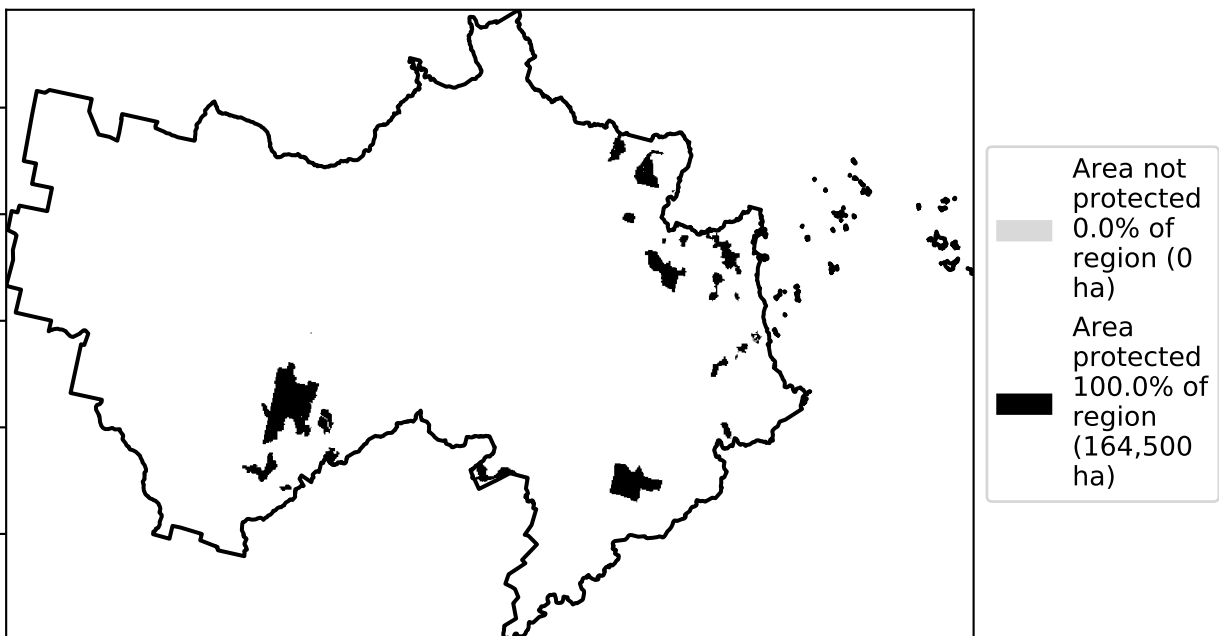 Area not
protected
0.0% of
region (0
ha)
Area
protected
100.0% of
region
(164,500
ha)